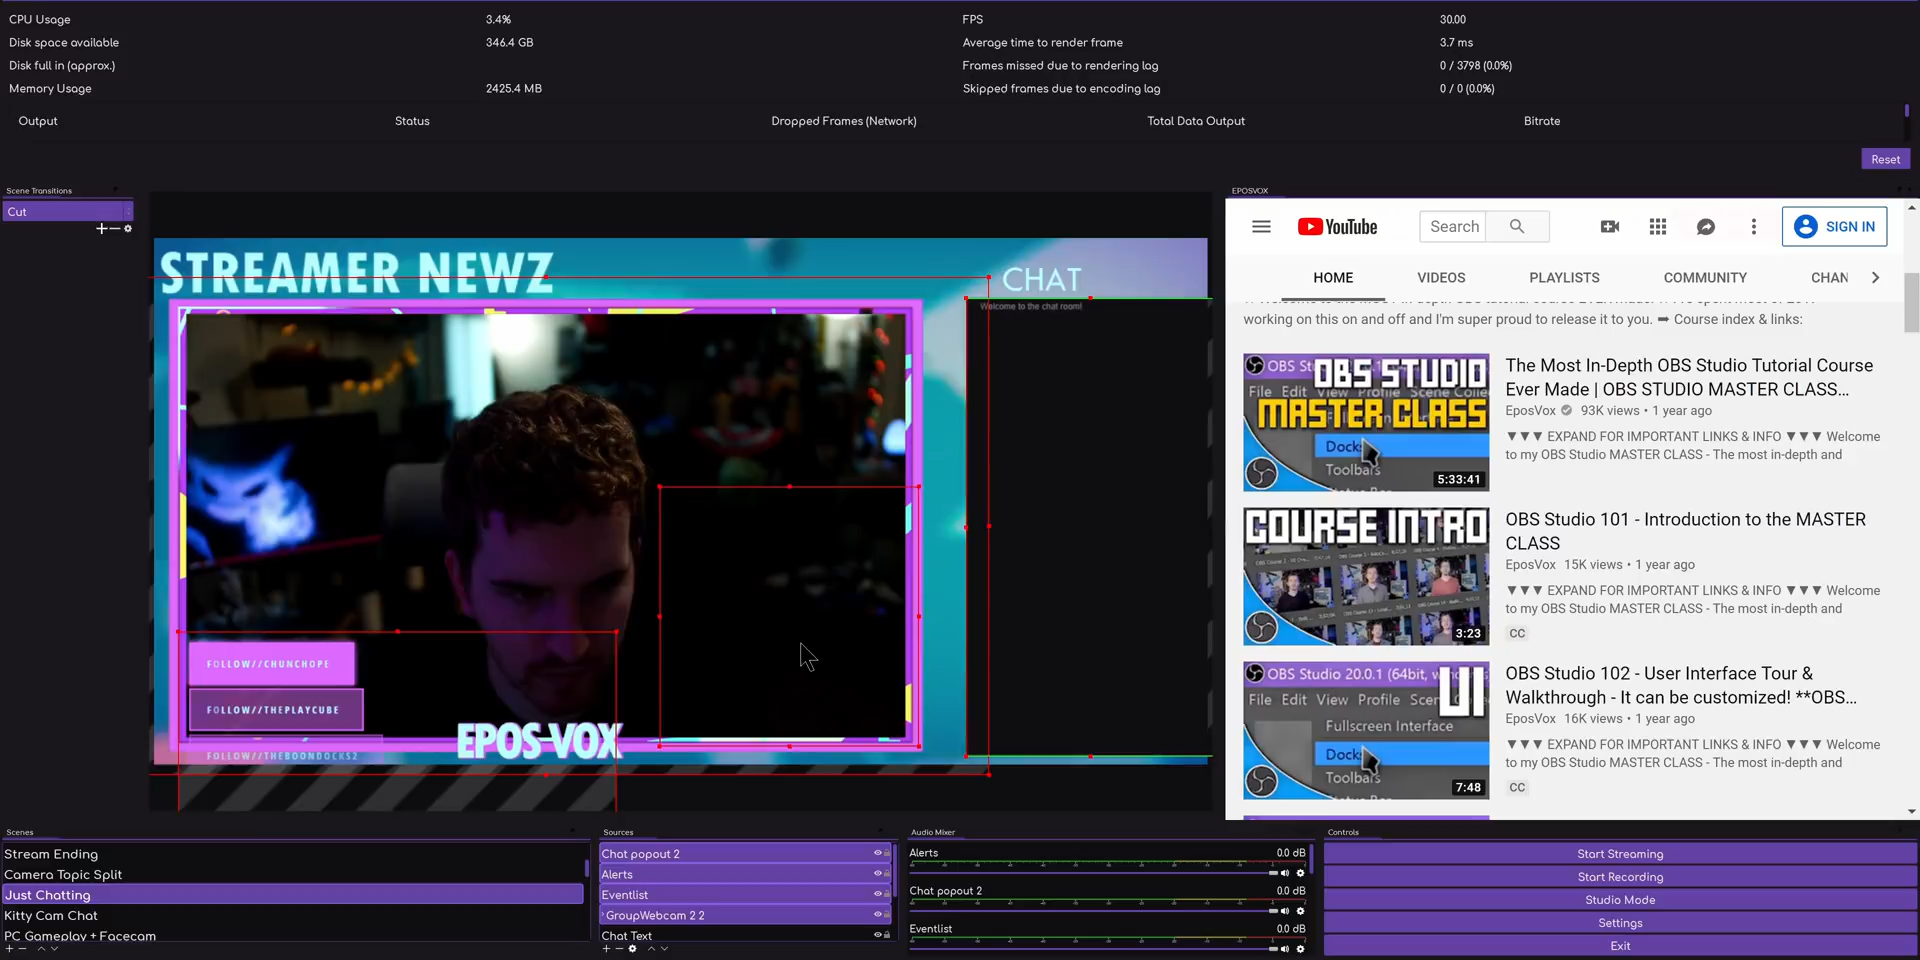 CPU Usage 3.4% FPS 30.00
Disk space available 346.4 GB Average time to render frame 3.7 ms
Disk full in (approx.) Frames missed due to rendering lag 0 / 3798 (0.0%)
Memory Usage 2425.4 MB Skipped frames due to encoding lag 0 / 0 (0.0%)
Output Status Dropped Frames (Network) Total Data Output Bitrate
Reset
Scene Transitions
Cut
STREAMER NEWZ
CHAT
Welcome to the chat room!
FOLLOW//CHUNCHOPE
FOLLOW//THEPLAYCUBE
FOLLOW//THEBOONDOCKS2
EPOS VOX
EPOSVOX
YouTube
Search
SIGN IN
HOME VIDEOS PLAYLISTS COMMUNITY CHAN
working on this on and off and I'm super proud to release it to you. ➡ Course index & links:
OBS St
OBS STUDIO
File Edit View Profile Scene Collec
MASTER CLASS
Docks
Toolbars
5:33:41
The Most In-Depth OBS Studio Tutorial Course
Ever Made | OBS STUDIO MASTER CLASS...
EposVox 93K views • 1 year ago
▼▼▼ EXPAND FOR IMPORTANT LINKS & INFO ▼▼▼ Welcome
to my OBS Studio MASTER CLASS - The most in-depth and
COURSE INTRO
3:23
OBS Studio 101 - Introduction to the MASTER
CLASS
EposVox 15K views • 1 year ago
▼▼▼ EXPAND FOR IMPORTANT LINKS & INFO ▼▼▼ Welcome
to my OBS Studio MASTER CLASS - The most in-depth and
CC
OBS Studio 20.0.1 (64bit, w
UI
File Edit View Profile Scen
Fullscreen Interface
Docks
Toolbars
7:48
OBS Studio 102 - User Interface Tour &
Walkthrough - It can be customized! **OBS...
EposVox 16K views • 1 year ago
▼▼▼ EXPAND FOR IMPORTANT LINKS & INFO ▼▼▼ Welcome
to my OBS Studio MASTER CLASS - The most in-depth and
CC
Scenes
Stream Ending
Camera Topic Split
Just Chatting
Kitty Cam Chat
PC Gameplay + Facecam
Sources
Chat popout 2
Alerts
Eventlist
GroupWebcam 2 2
Chat Text
Audio Mixer
Alerts 0.0 dB
Chat popout 2 0.0 dB
Eventlist 0.0 dB
Controls
Start Streaming
Start Recording
Studio Mode
Settings
Exit